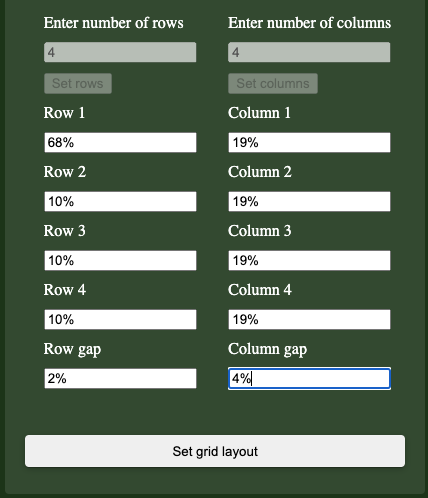 Enter number of rows Enter number of columns
4 4
Set rows Set columns
Row 1 Column 1
68% 19%
Row 2 Column 2
10% 19%
Row 3 Column 3
10% 19%
Row 4 Column 4
10% 19%
Row gap Column gap
2% 4%
Set grid layout